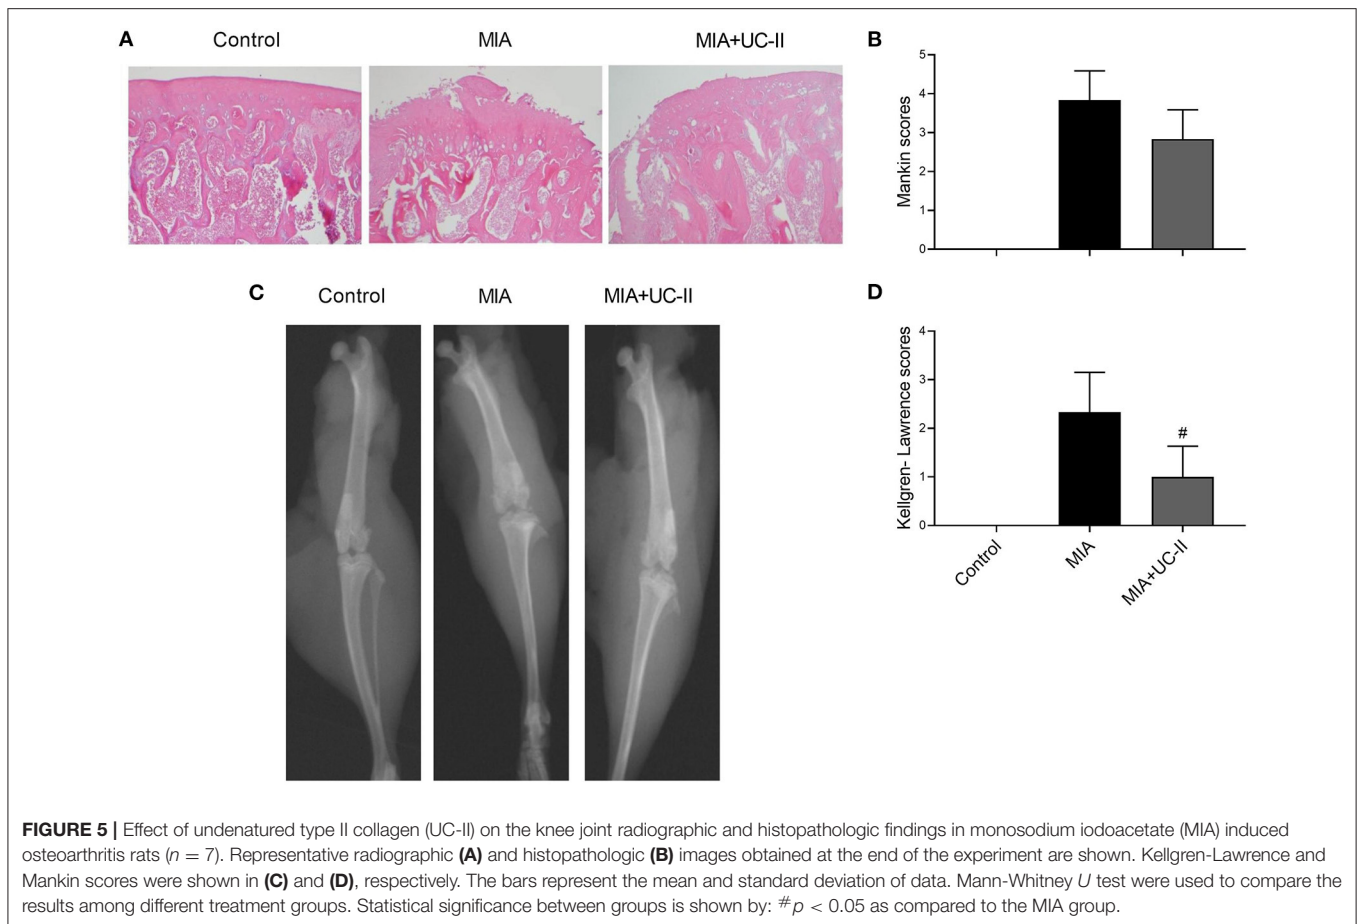 A
Control
MIA
MIA+UC-II
B
Mankin scores
5
4
3
2
1
0
C
Control
MIA
MIA+UC-II
D
Kellgren- Lawrence scores
4
3
2
1
0
#
Control
MIA
MIA+UC-II
FIGURE 5 | Effect of undenatured type II collagen (UC-II) on the knee joint radiographic and histopathologic findings in monosodium iodoacetate (MIA) induced
osteoarthritis rats (n = 7). Representative radiographic (A) and histopathologic (B) images obtained at the end of the experiment are shown. Kellgren-Lawrence and
Mankin scores were shown in (C) and (D), respectively. The bars represent the mean and standard deviation of data. Mann-Whitney U test were used to compare the
results among different treatment groups. Statistical significance between groups is shown by: #p < 0.05 as compared to the MIA group.